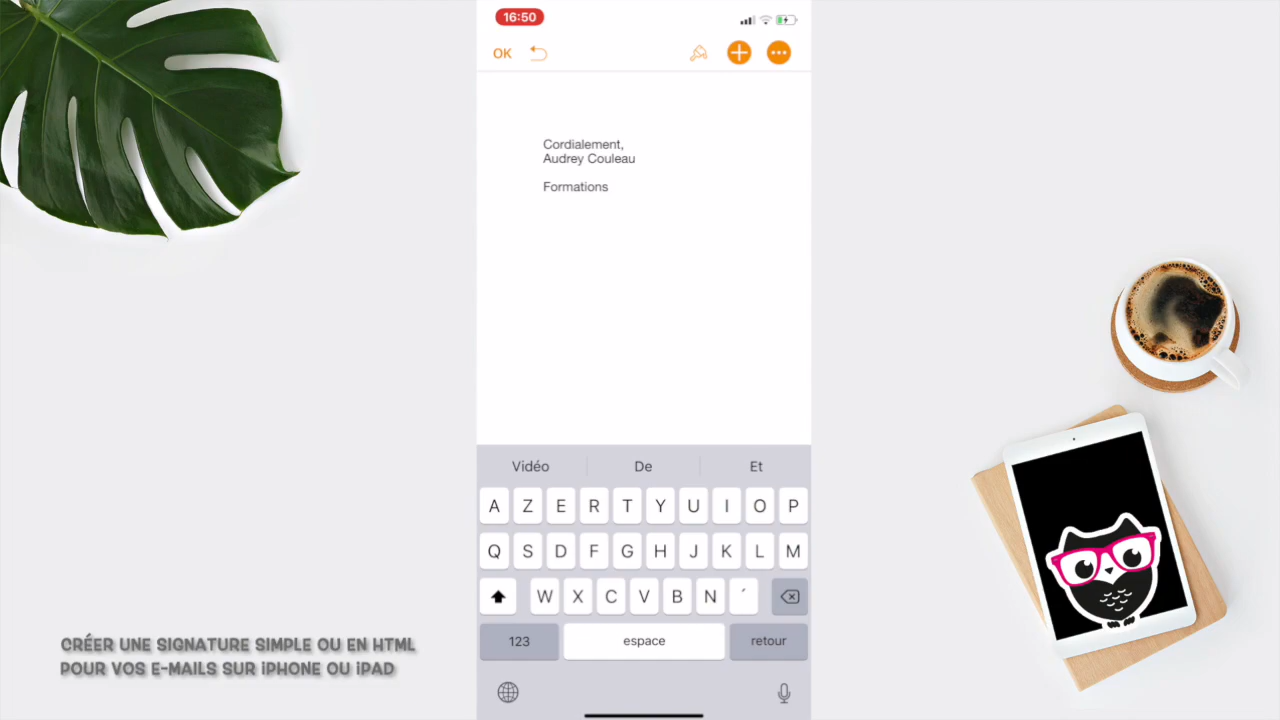 16:50
OK
Cordialement,
Audrey Couleau
Formations
Vidéo De Et
A Z E R T Y U I O P
Q S D F G H J K L M
W X C V B N ´
123 espace retour
CRÉER UNE SIGNATURE SIMPLE OU EN HTML
POUR VOS E-MAILS SUR iPHONE OU iPAD